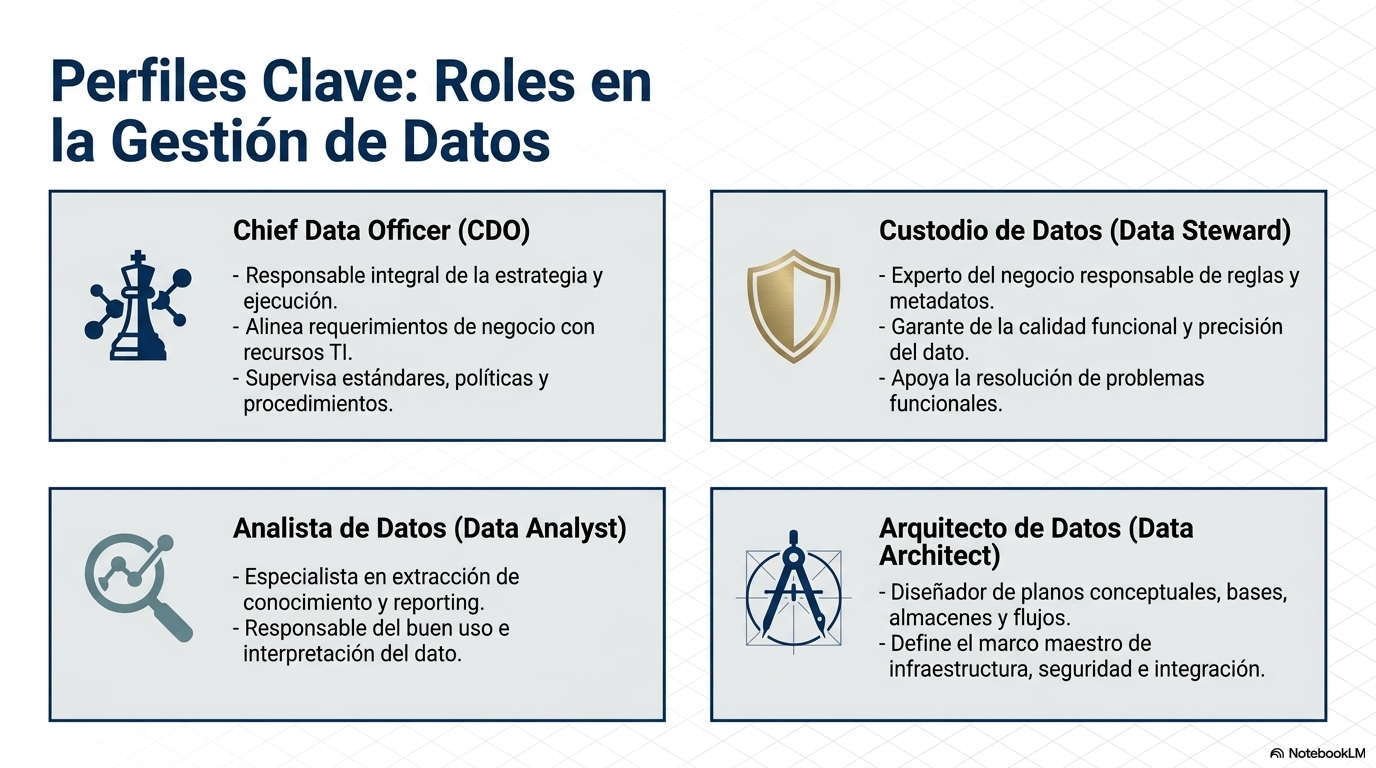 Perfiles Clave: Roles en
la Gestión de Datos
Chief Data Officer (CDO)
- Responsable integral de la estrategia y
ejecución.
- Alinea requerimientos de negocio con
recursos TI.
- Supervisa estándares, políticas y
procedimientos.
Custodio de Datos (Data Steward)
- Experto del negocio responsable de reglas y
metadatos.
- Garante de la calidad funcional y precisión
del dato.
- Apoya la resolución de problemas
funcionales.
Analista de Datos (Data Analyst)
- Especialista en extracción de
conocimiento y reporting.
- Responsable del buen uso e
interpretación del dato.
Arquitecto de Datos (Data
Architect)
- Diseñador de planos conceptuales, bases,
almacenes y flujos.
- Define el marco maestro de
infraestructura, seguridad e integración.
NotebookLM